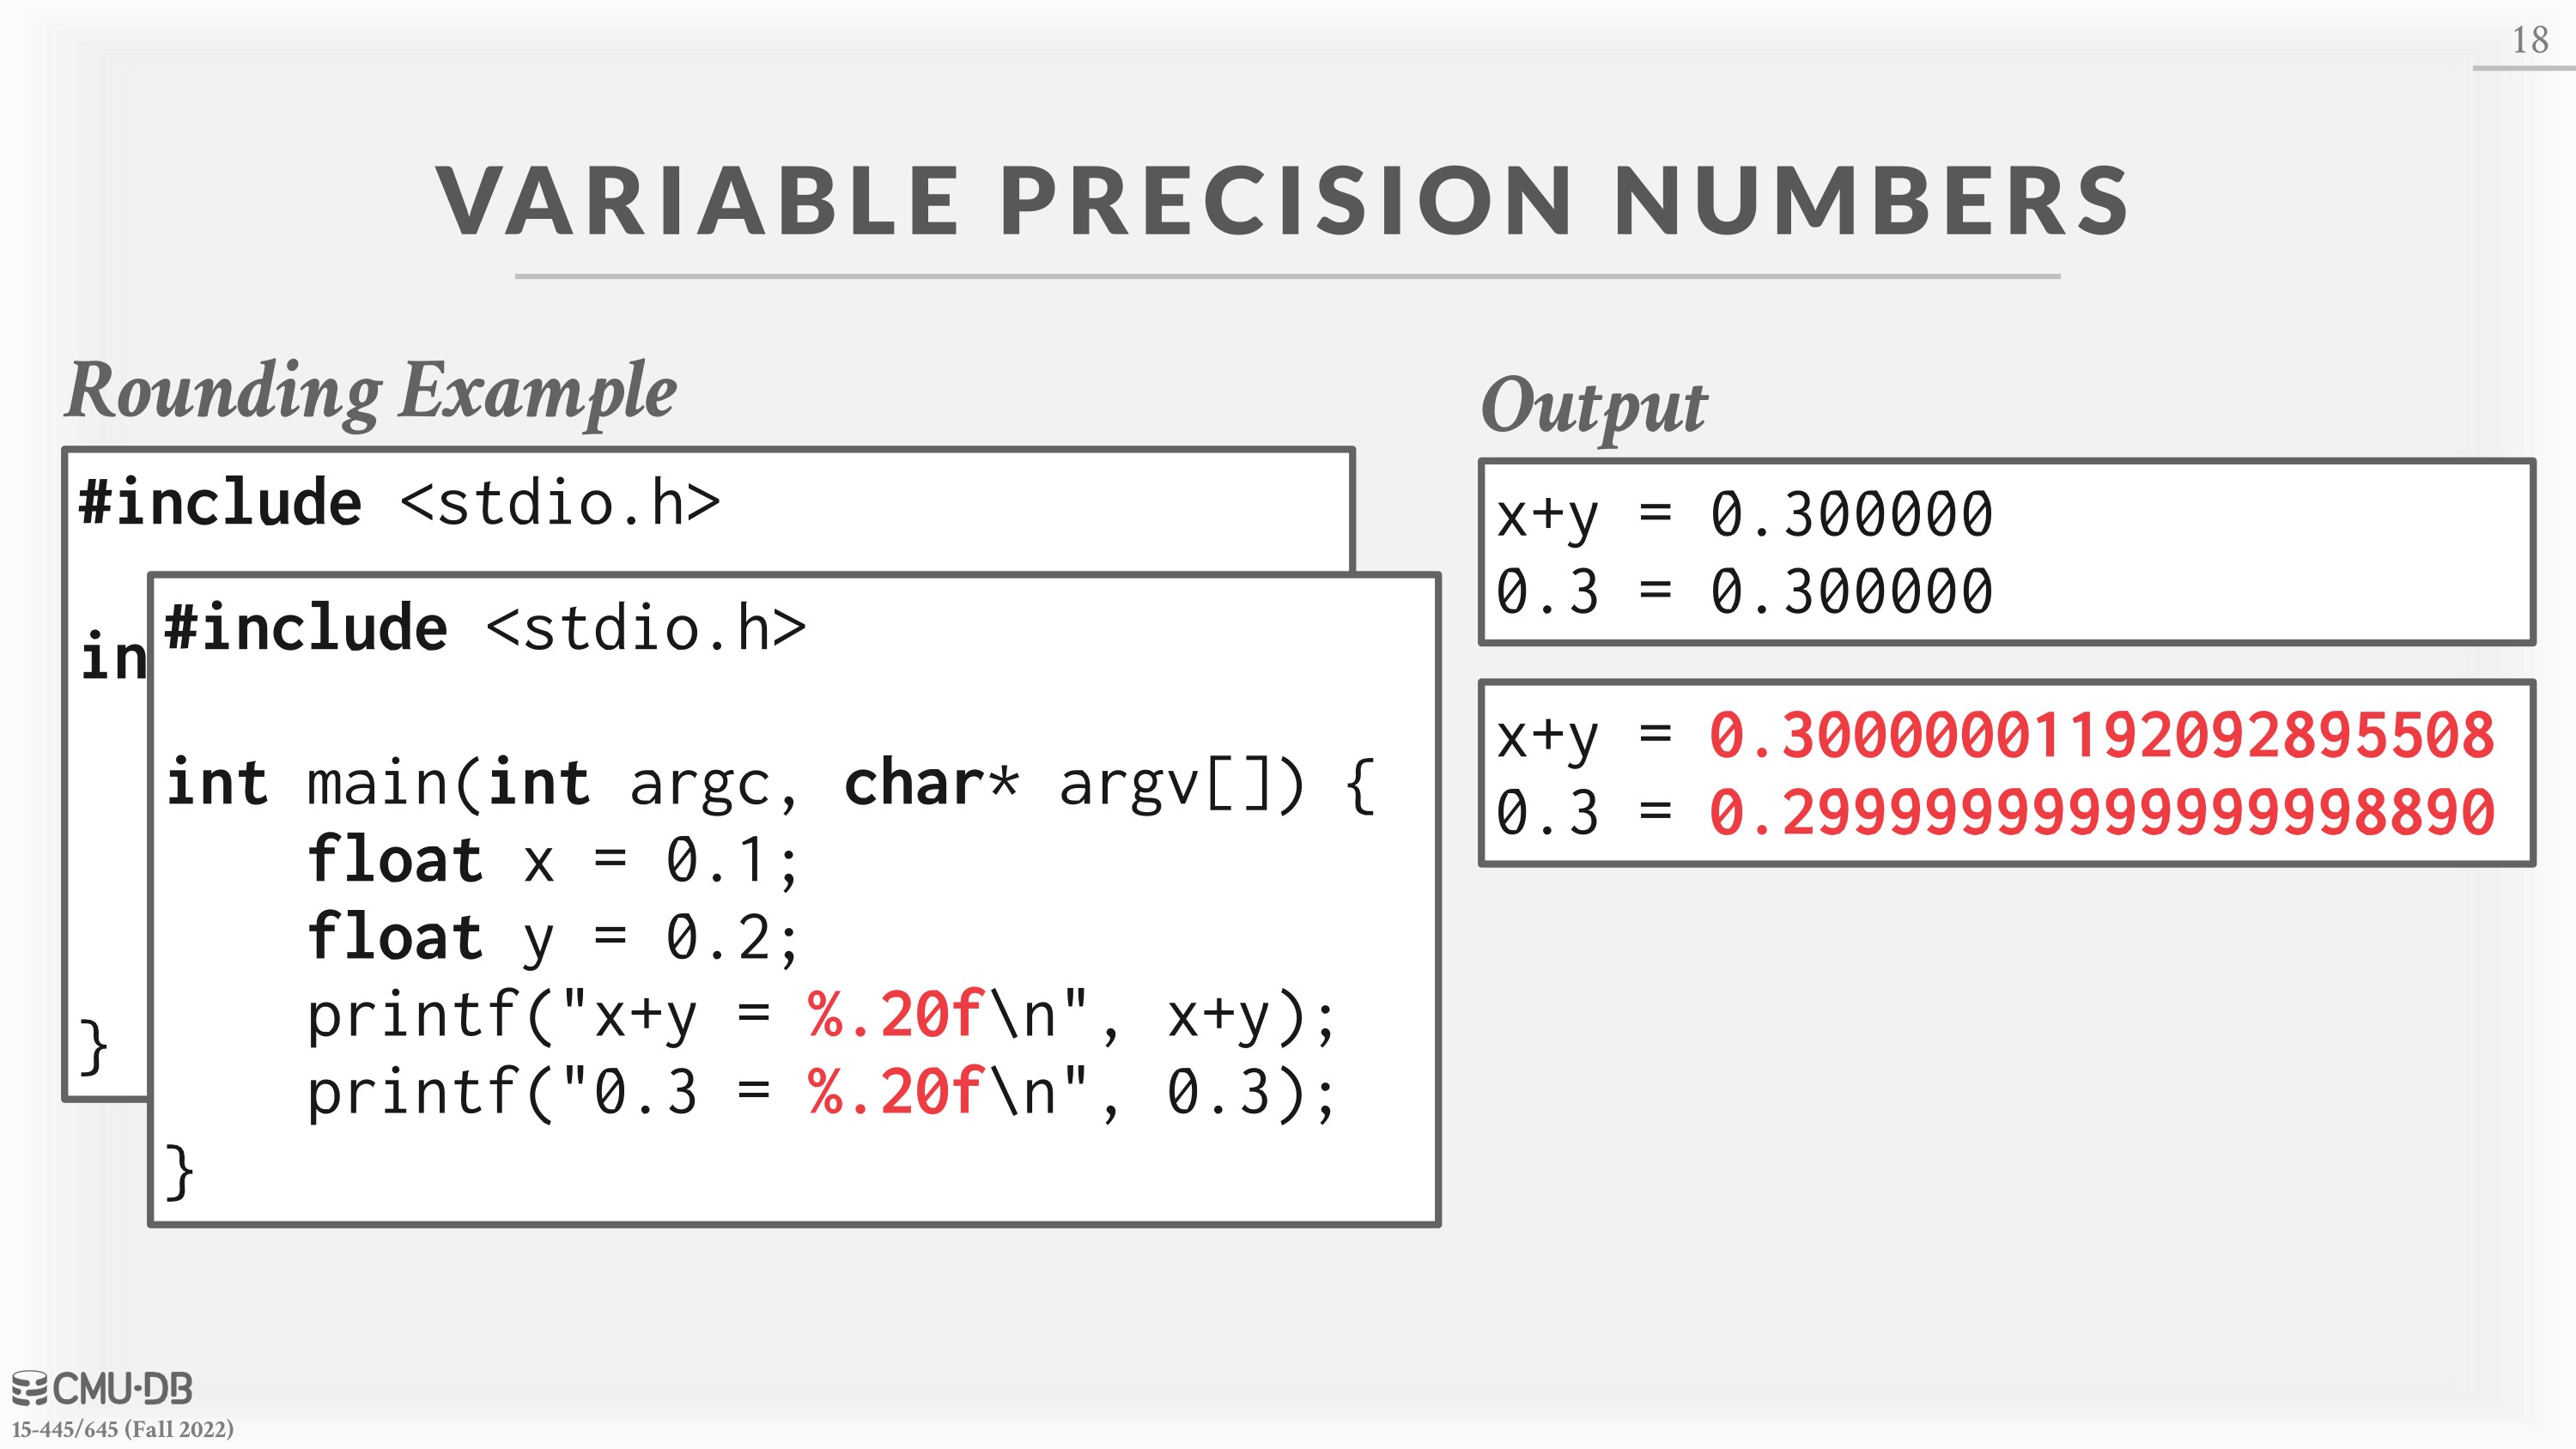 18
VARIABLE PRECISION NUMBERS
Rounding Example
#include <stdio.h>
in
}
#include <stdio.h>
int main(int argc, char* argv[]) {
float x = 0.1;
float y = 0.2;
printf("x+y = %.20f\n", x+y);
printf("0.3 = %.20f\n", 0.3);
}
Output
x+y = 0.300000
0.3 = 0.300000
x+y = 0.30000001192092895508
0.3 = 0.29999999999999998890
CMU·DB
15-445/645 (Fall 2022)